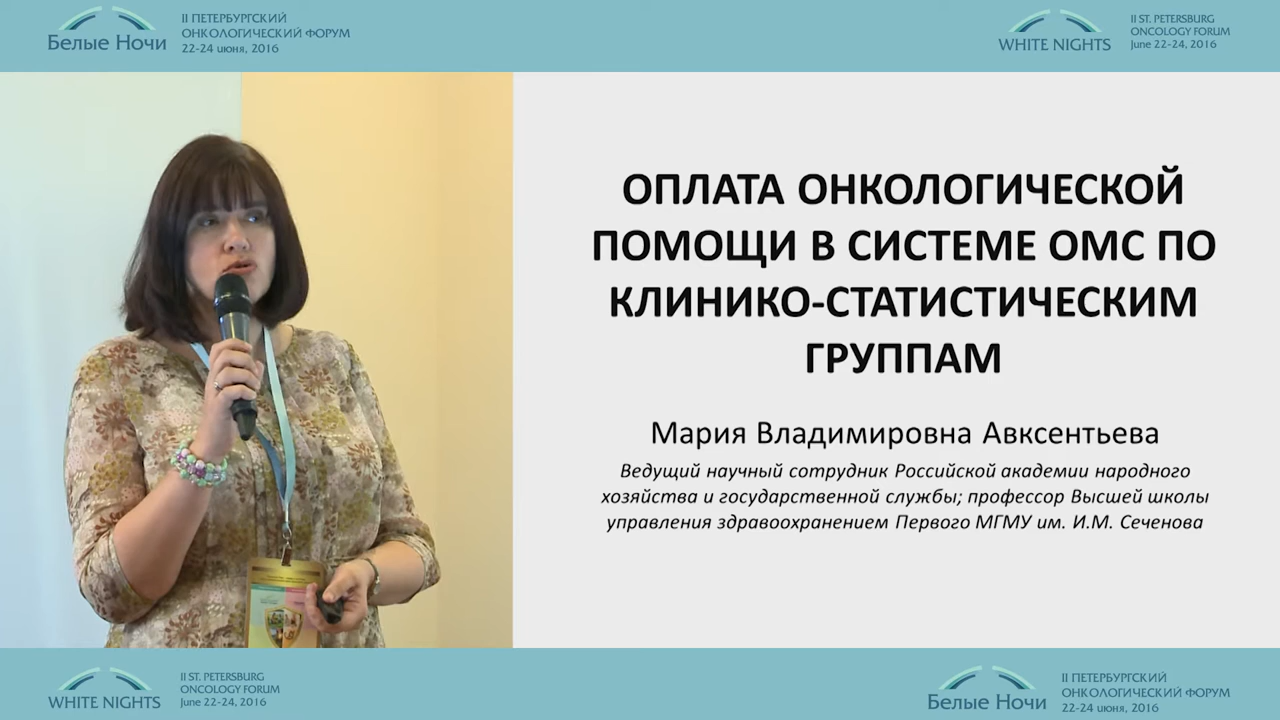 Белые Ночи
II ПЕТЕРБУРГСКИЙ
ОНКОЛОГИЧЕСКИЙ ФОРУМ
22-24 июня, 2016
WHITE NIGHTS
II ST. PETERSBURG
ONCOLOGY FORUM
June 22-24, 2016
ОПЛАТА ОНКОЛОГИЧЕСКОЙ
ПОМОЩИ В СИСТЕМЕ ОМС ПО
КЛИНИКО-СТАТИСТИЧЕСКИМ
ГРУППАМ
Мария Владимировна Авксентьева
Ведущий научный сотрудник Российской академии народного
хозяйства и государственной службы; профессор Высшей школы
управления здравоохранением Первого МГМУ им. И.М. Сеченова
WHITE NIGHTS
II ST. PETERSBURG
ONCOLOGY FORUM
June 22-24, 2016
Белые Ночи
II ПЕТЕРБУРГСКИЙ
ОНКОЛОГИЧЕСКИЙ ФОРУМ
22-24 июня, 2016